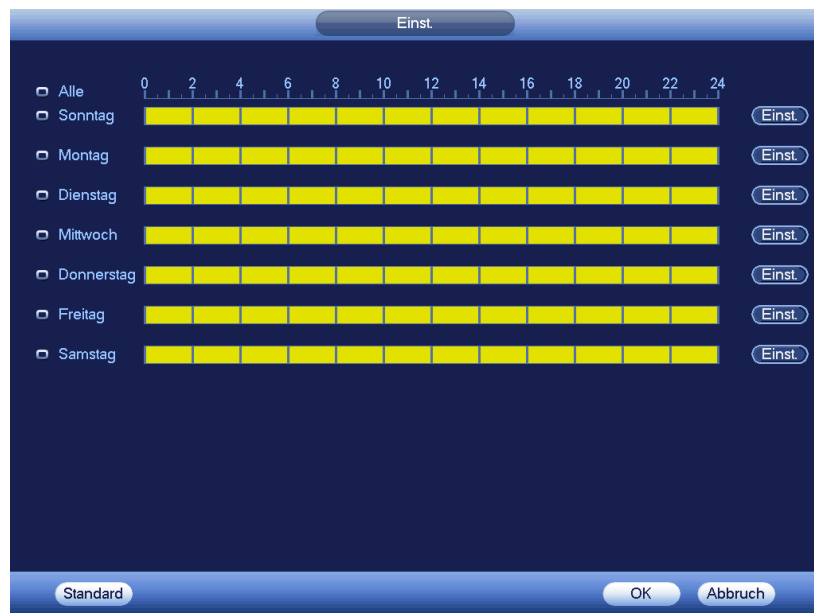 Einst.
Alle 0 2 4 6 8 10 12 14 16 18 20 22 24
Sonntag Einst.
Montag Einst.
Dienstag Einst.
Mittwoch Einst.
Donnerstag Einst.
Freitag Einst.
Samstag Einst.
Standard OK Abbruch